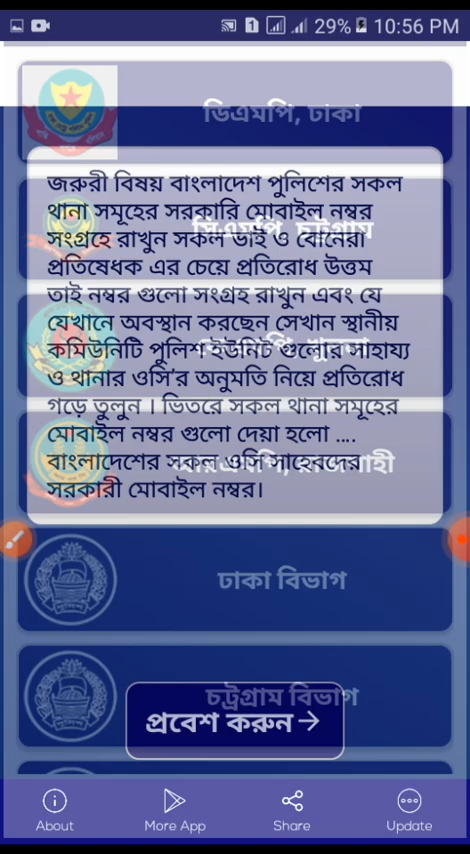 29% 10:56 PM
ডিএমপি, ঢাকা
জরুরী বিষয় বাংলাদেশ পুলিশের সকল
থানা সমূহের সরকারি মোবাইল নম্বর
সিএমপি, চট্টগ্রাম
সংগ্রহে রাখুন সকল ভাই ও বোনেরা
প্রতিষেধক এর চেয়ে প্রতিরোধ উত্তম
তাই নম্বর গুলো সংগ্রহ রাখুন এবং যে
যেখানে অবস্থান করছেন সেখান স্থানীয়
কমিউনিটি পুলিশ ইউনিট গুলোর সাহায্য
ও থানার ওসি’র অনুমতি নিয়ে প্রতিরোধ
গড়ে তুলুন । ভিতরে সকল থানা সমূহের
মোবাইল নম্বর গুলো দেয়া হলো ....
বাংলাদেশের সকল ওসি সাহেবদের
সরকারী মোবাইল নম্বর।
ঢাকা বিভাগ
চট্রগ্রাম বিভাগ
প্রবেশ করুন→
About More App Share Update